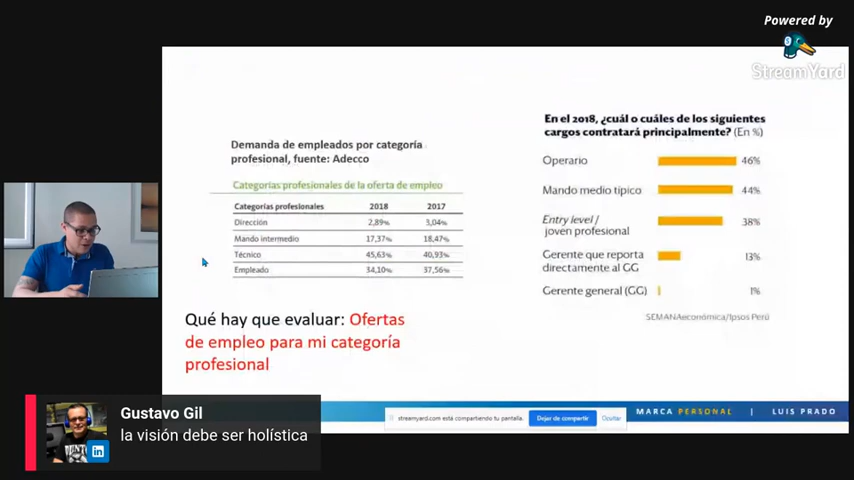 Powered by
StreamYard
Demanda de empleados por categoría
profesional, fuente: Adecco
Categorías profesionales de la oferta de empleo
Categorías profesionales 2018 2017
Dirección 2,89% 3,04%
Mando intermedio 17,37% 18,47%
Técnico 45,63% 40,93%
Empleado 34,10% 37,56%
En el 2018, ¿cuál o cuáles de los siguientes
cargos contratará principalmente? (En %)
Operario 46%
Mando medio típico 44%
Entry level /
joven profesional 38%
Gerente que reporta
directamente al GG 13%
Gerente general (GG) 1%
SEMANAeconómica/Ipsos Perú
Qué hay que evaluar: Ofertas
de empleo para mi categoría
profesional
Gustavo Gil
la visión debe ser holística
in
streamyard.com está compartiendo tu pantalla.
Dejar de compartir
Ocultar
MARCA PERSONAL | LUIS PRADO